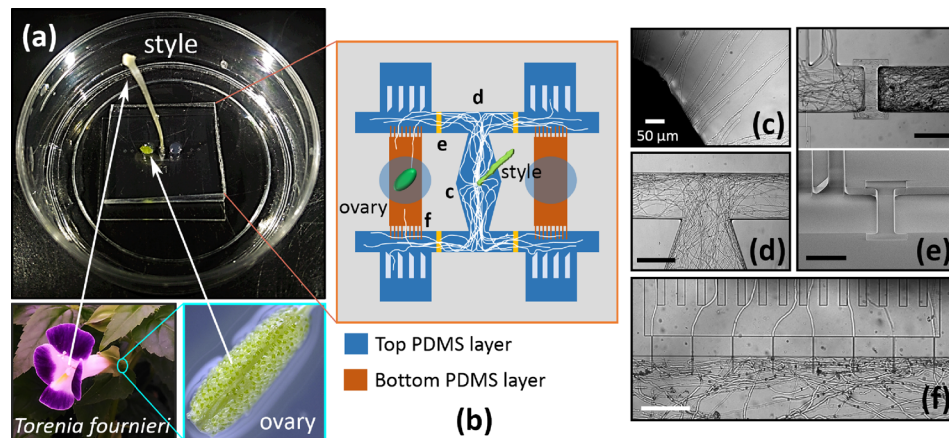 (a)
style
Torenia fournieri
ovary
d
e
c
style
ovary
f
Top PDMS layer
Bottom PDMS layer
(b)
50 µm
(c)
(d)
(e)
(f)